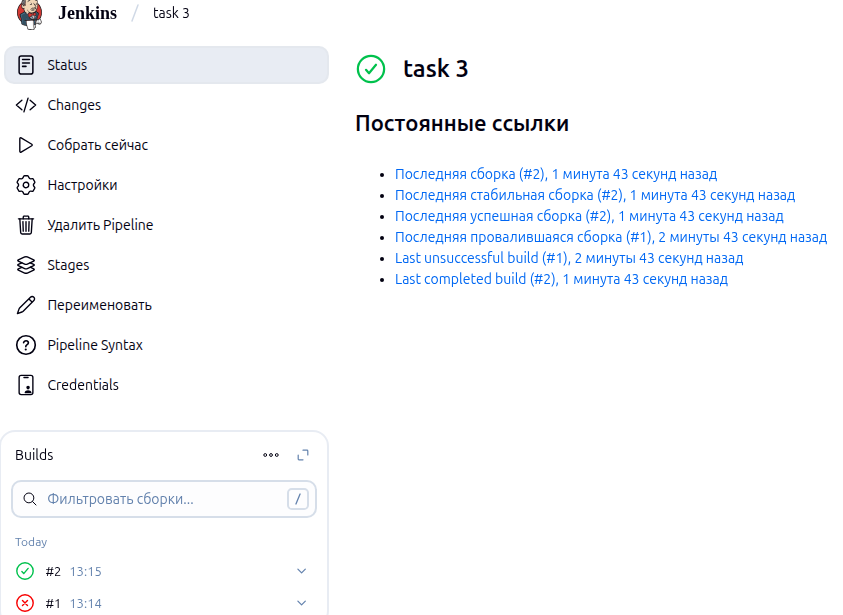 Jenkins / task 3
Status
Changes
Собрать сейчас
Настройки
Удалить Pipeline
Stages
Переименовать
Pipeline Syntax
Credentials
Builds
Фильтровать сборки... /
Today
#2 13:15
#1 13:14
task 3
Постоянные ссылки
Последняя сборка (#2), 1 минута 43 секунд назад
Последняя стабильная сборка (#2), 1 минута 43 секунд назад
Последняя успешная сборка (#2), 1 минута 43 секунд назад
Последняя провалившаяся сборка (#1), 2 минуты 43 секунд назад
Last unsuccessful build (#1), 2 минуты 43 секунд назад
Last completed build (#2), 1 минута 43 секунд назад